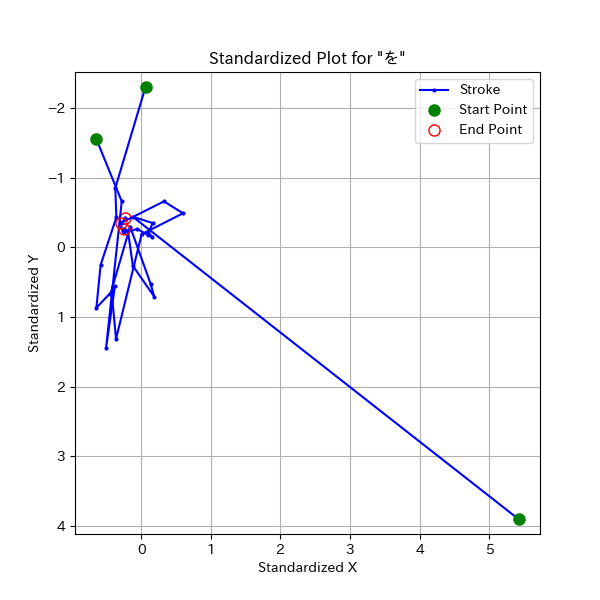 Standardized Plot for "を"
Stroke
Start Point
End Point
−2
−1
0
1
2
3
4
Standardized Y
0 1 2 3 4 5
Standardized X